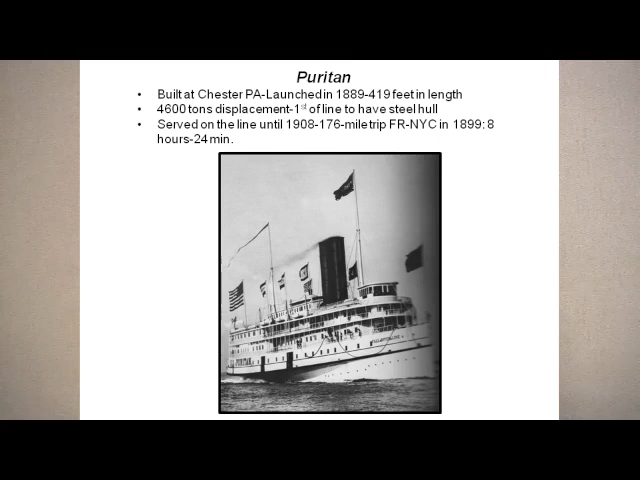 Puritan
• Built at Chester PA-Launched in 1889-419 feet in length
• 4600 tons displacement-1st of line to have steel hull
• Served on the line until 1908-176-mile trip FR-NYC in 1899: 8
hours-24 min.